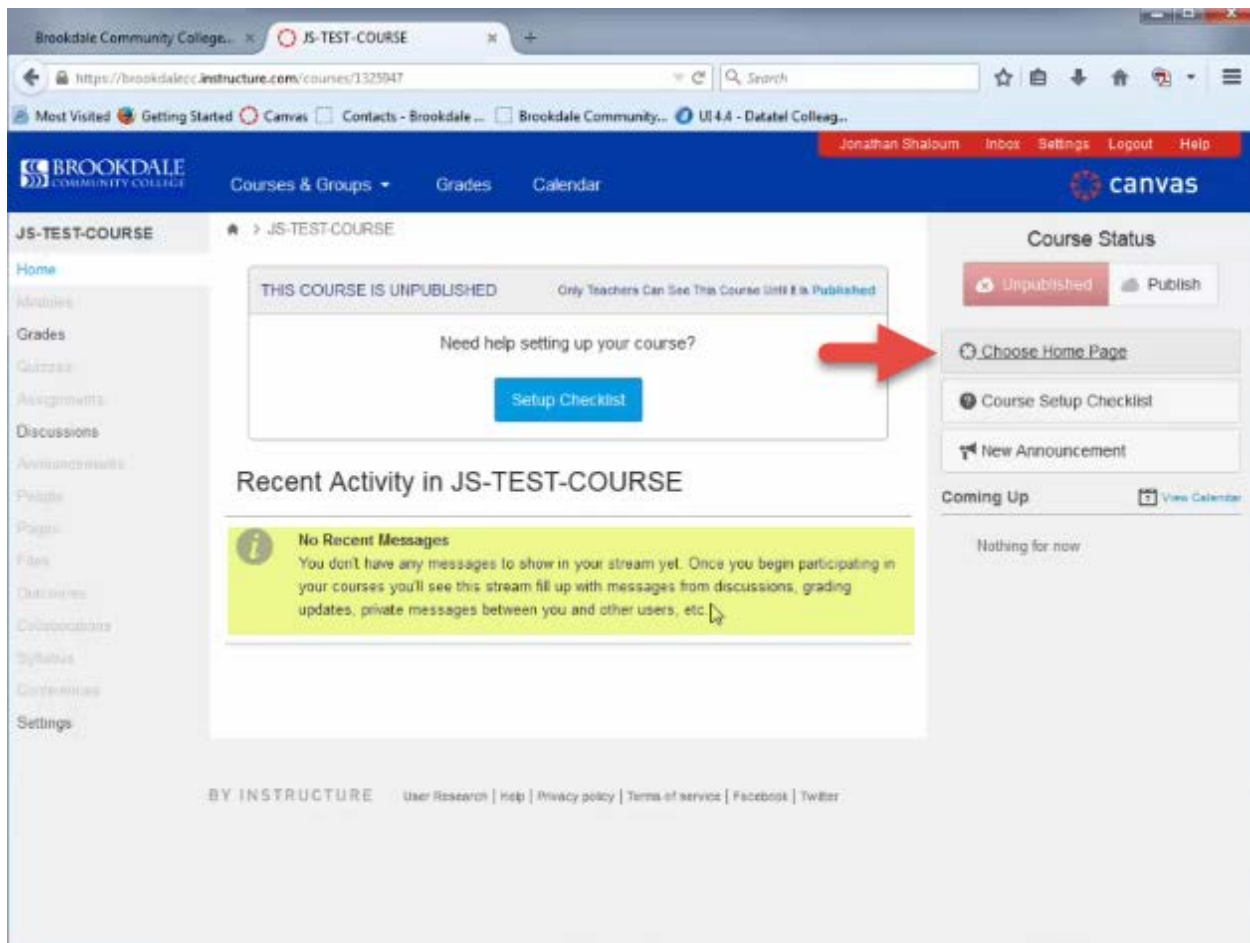 Brookdale Community College...
JS-TEST-COURSE
https://brookdalecc.instructure.com/courses/1325947
Search
Most Visited Getting Started Canvas Contacts - Brookdale ... Brookdale Community... UI 4.4 - Datatel Colleag...
Jonathan Shaloum Inbox Settings Logout Help
BROOKDALE
COMMUNITY COLLEGE
Courses & Groups Grades Calendar
canvas
JS-TEST-COURSE
Home
Modules
Grades
Quizzes
Assignments
Discussions
Announcements
People
Pages
Files
Outcomes
Collaborations
Syllabus
Conferences
Settings
> JS-TEST-COURSE
THIS COURSE IS UNPUBLISHED Only Teachers Can See This Course Until It is Published
Need help setting up your course?
Setup Checklist
Recent Activity in JS-TEST-COURSE
No Recent Messages
You don't have any messages to show in your stream yet. Once you begin participating in
your courses you'll see this stream fill up with messages from discussions, grading
updates, private messages between you and other users, etc.
Course Status
Unpublished Publish
Choose Home Page
Course Setup Checklist
New Announcement
Coming Up View Calendar
Nothing for now
BY INSTRUCTURE User Research | Help | Privacy policy | Terms of service | Facebook | Twitter